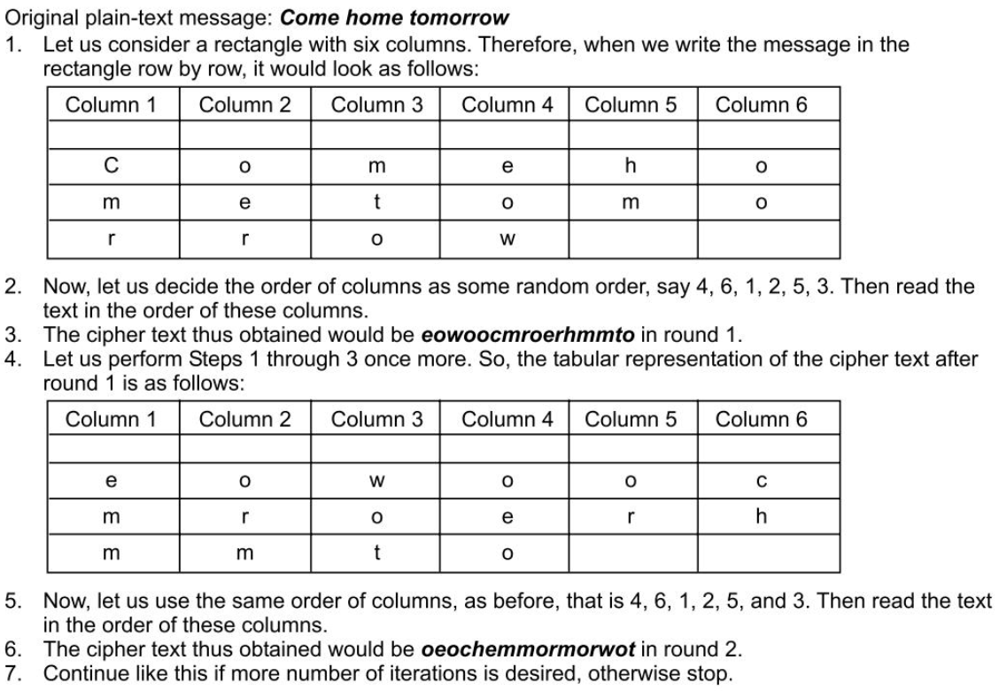 Original plain-text message: Come home tomorrow
1. Let us consider a rectangle with six columns. Therefore, when we write the message in the
rectangle row by row, it would look as follows:
Column 1 Column 2 Column 3 Column 4 Column 5 Column 6
C o m e h o
m e t o m o
r r o w
2. Now, let us decide the order of columns as some random order, say 4, 6, 1, 2, 5, 3. Then read the
text in the order of these columns.
3. The cipher text thus obtained would be eowoocmroerhmmto in round 1.
4. Let us perform Steps 1 through 3 once more. So, the tabular representation of the cipher text after
round 1 is as follows:
Column 1 Column 2 Column 3 Column 4 Column 5 Column 6
e o w o o c
m r o e r h
m m t o
5. Now, let us use the same order of columns, as before, that is 4, 6, 1, 2, 5, and 3. Then read the text
in the order of these columns.
6. The cipher text thus obtained would be oeochemmormorwot in round 2.
7. Continue like this if more number of iterations is desired, otherwise stop.